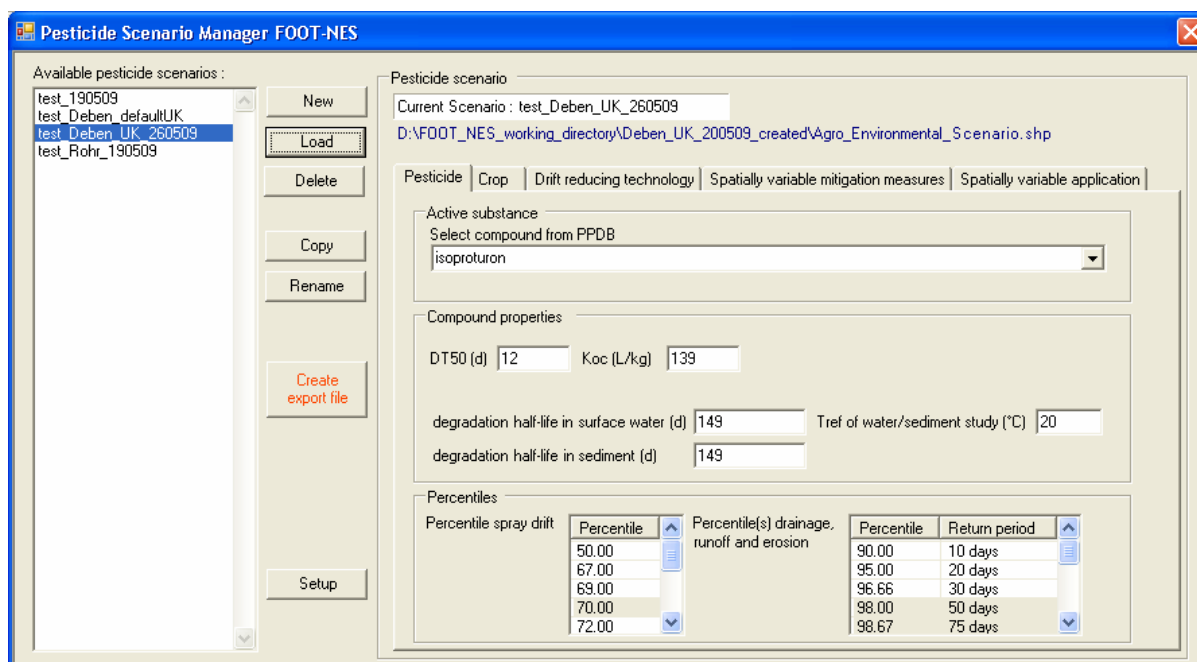 Pesticide Scenario Manager FOOT-NES
Available pesticide scenarios :
test_190509
test_Deben_defaultUK
test_Deben_UK_260509
test_Rohr_190509
New
Load
Delete
Copy
Rename
Create
export file
Setup
Pesticide scenario
Current Scenario : test_Deben_UK_260509
D:\FOOT_NES_working_directory\Deben_UK_200509_created\Agro_Environmental_Scenario.shp
Pesticide Crop Drift reducing technology Spatially variable mitigation measures Spatially variable application
Active substance
Select compound from PPDB
isoproturon
Compound properties
DT50 (d) 12 Koc (L/kg) 139
degradation half-life in surface water (d) 149 Tref of water/sediment study (°C) 20
degradation half-life in sediment (d) 149
Percentiles
Percentile spray drift
Percentile
50.00
67.00
69.00
70.00
72.00
Percentile(s) drainage,
runoff and erosion
Percentile Return period
90.00 10 days
95.00 20 days
96.66 30 days
98.00 50 days
98.67 75 days